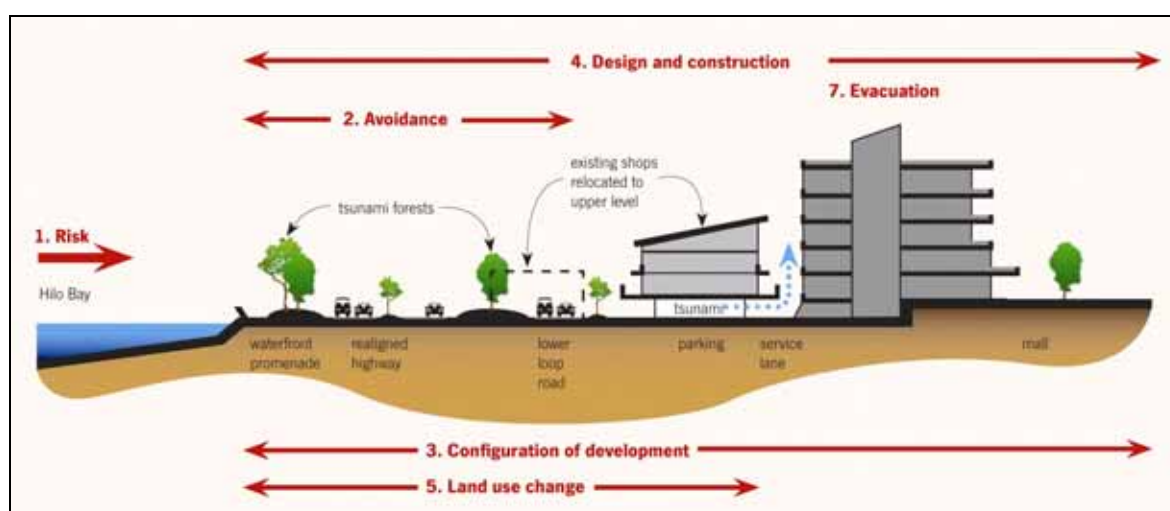 4. Design and construction
7. Evacuation
2. Avoidance
existing shops
relocated to
upper level
tsunami forests
1. Risk
Hilo Bay
tsunami
waterfront
promenade
realigned
highway
lower
loop
road
parking
service
lane
mall
3. Configuration of development
5. Land use change